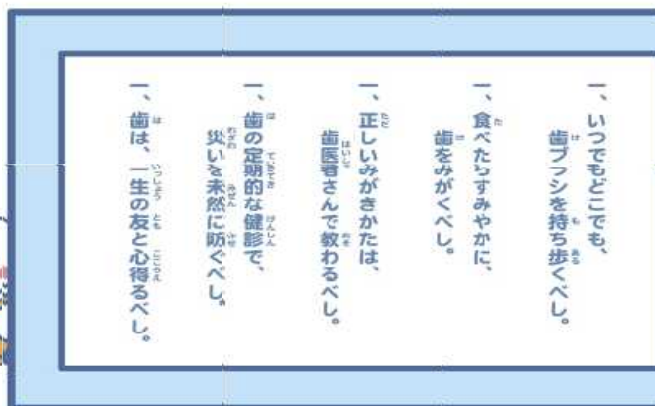 一、いつでもどこでも、
歯ブラシを持ち歩くべし。
一、食べたらすみやかに、
歯をみがくべし。
一、正しいみがきかたは、
歯医者さんで教わるべし。
一、歯の定期的な健診で、
災いを未然に防ぐべし。
一、歯は、一生の友と心得るべし。